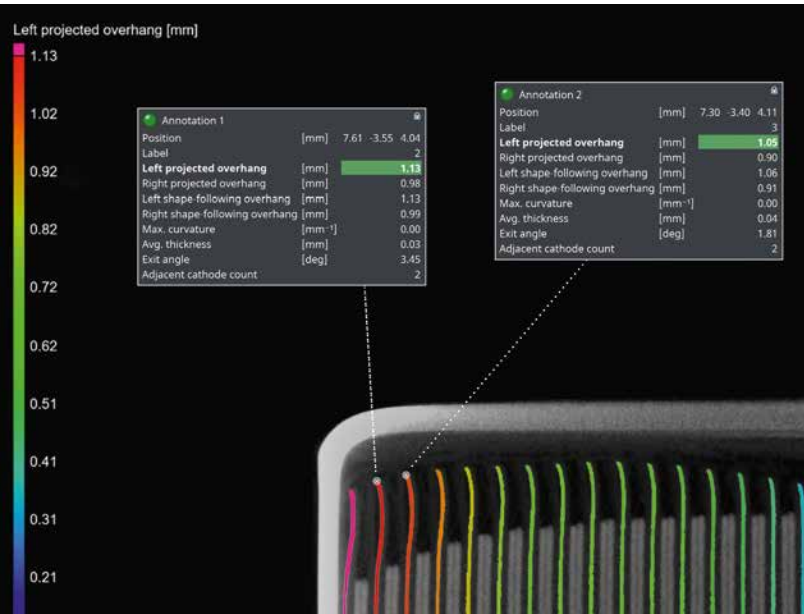 Left projected overhang [mm]
1.13
1.02
0.92
0.82
0.72
0.62
0.51
0.41
0.31
0.21
Annotation 1
Position [mm] 7.61 -3.55 4.04
Label 2
Left projected overhang [mm] 1.13
Right projected overhang [mm] 0.98
Left shape-following overhang [mm] 1.13
Right shape-following overhang [mm] 0.99
Max. curvature [mm⁻¹] 0.00
Avg. thickness [mm] 0.03
Exit angle [deg] 3.45
Adjacent cathode count 2
Annotation 2
Position [mm] 7.30 -3.40 4.11
Label 3
Left projected overhang [mm] 1.05
Right projected overhang [mm] 0.90
Left shape-following overhang [mm] 1.06
Right shape-following overhang [mm] 0.91
Max. curvature [mm⁻¹] 0.00
Avg. thickness [mm] 0.04
Exit angle [deg] 1.81
Adjacent cathode count 2